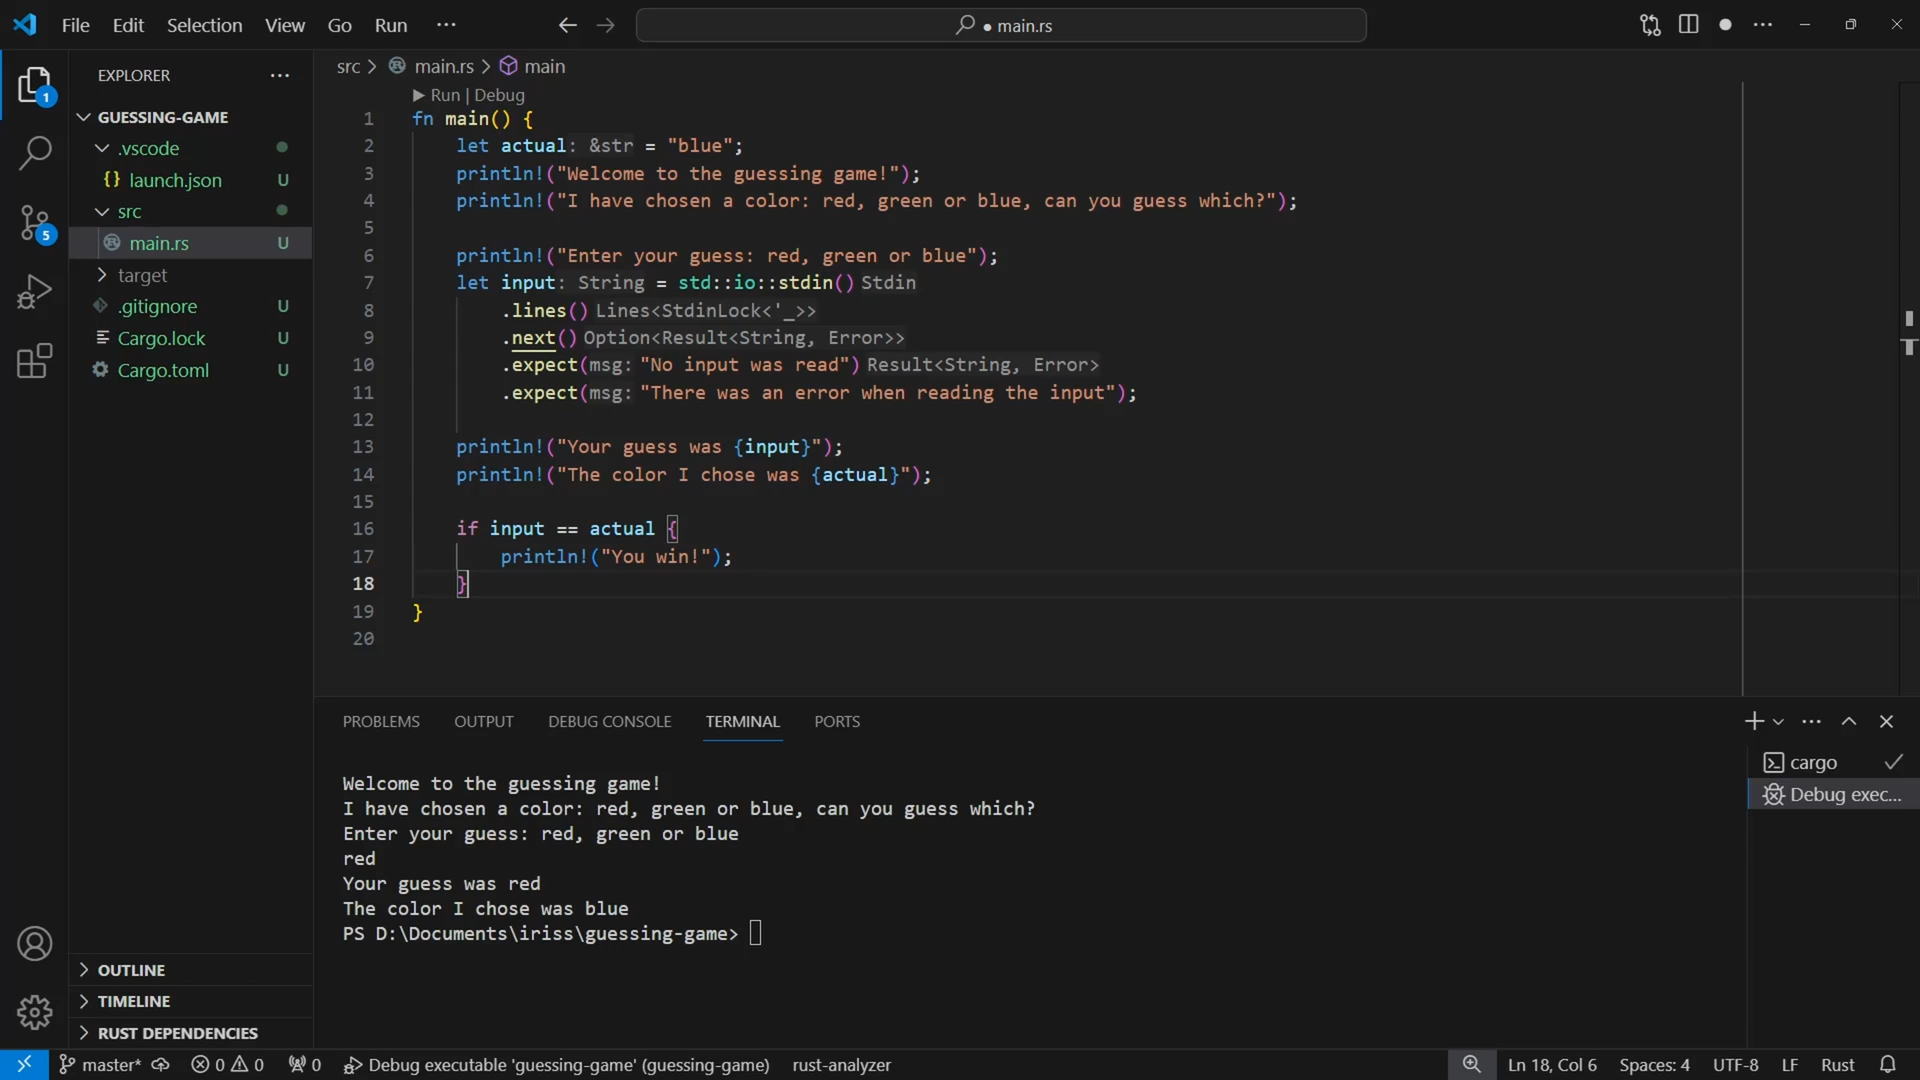 File Edit Selection View Go Run ···
● main.rs
EXPLORER ···
GUESSING-GAME
.vscode
{} launch.json U
src
main.rs U
target
.gitignore U
Cargo.lock U
Cargo.toml U
OUTLINE
TIMELINE
RUST DEPENDENCIES
1
5
src > main.rs > main
Run | Debug
1 fn main() {
2 let actual: &str = "blue";
3 println!("Welcome to the guessing game!");
4 println!("I have chosen a color: red, green or blue, can you guess which?");
5
6 println!("Enter your guess: red, green or blue");
7 let input: String = std::io::stdin() Stdin
8 .lines() Lines<StdinLock<'_>>
9 .next() Option<Result<String, Error>>
10 .expect(msg: "No input was read") Result<String, Error>
11 .expect(msg: "There was an error when reading the input");
12
13 println!("Your guess was {input}");
14 println!("The color I chose was {actual}");
15
16 if input == actual {
17 println!("You win!");
18 }
19 }
20
PROBLEMS OUTPUT DEBUG CONSOLE TERMINAL PORTS
Welcome to the guessing game!
I have chosen a color: red, green or blue, can you guess which?
Enter your guess: red, green or blue
red
Your guess was red
The color I chose was blue
PS D:\Documents\iriss\guessing-game>
cargo
Debug exec...
master* 0 0 0 Debug executable 'guessing-game' (guessing-game) rust-analyzer Ln 18, Col 6 Spaces: 4 UTF-8 LF Rust